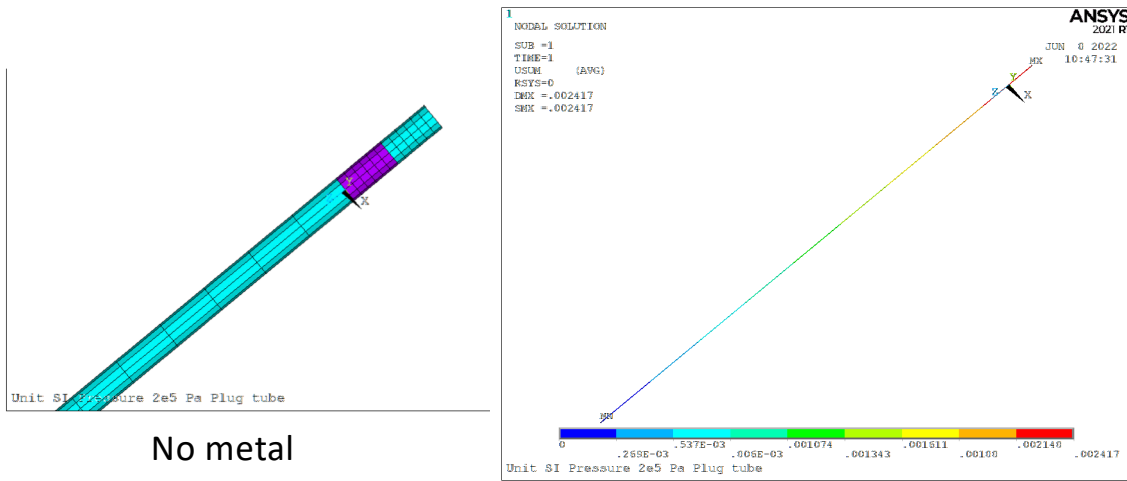 Y
X
Unit SI Pressure 2e5 Pa Plug tube
No metal
1
NODAL SOLUTION
SUB =1
TIME=1
USUM (AVG)
RSYS=0
DMX =.002417
SMX =.002417
ANSYS
2021 R
JUN 8 2022
10:47:31
MX
Y
Z
X
MN
0 .537E-03 .001074 .001611 .002148
.268E-03 .806E-03 .001343 .00188 .002417
Unit SI Pressure 2e5 Pa Plug tube